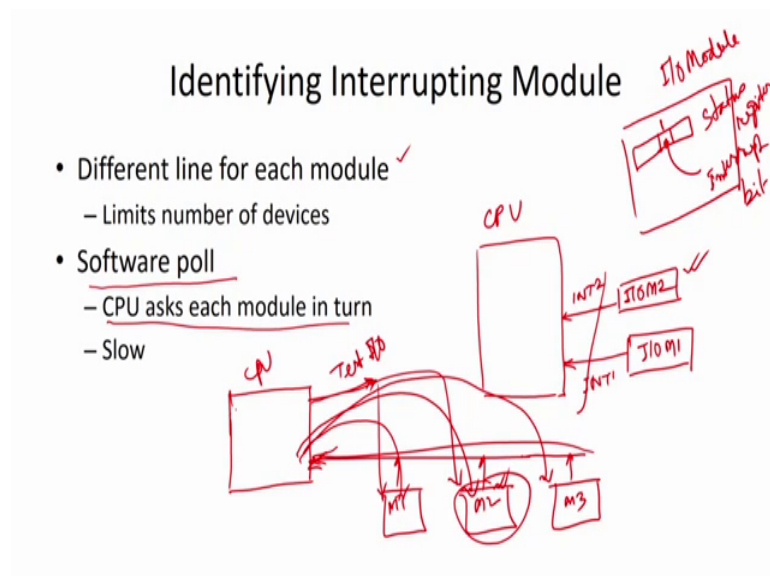 Identifying Interrupting Module
• Different line for each module
– Limits number of devices
• Software poll
– CPU asks each module in turn
– Slow
I/O Module
Status
register
Interrupt
bit
CPU
INT2
I/O M2
I/O M1
INT1
CPU
Test I/O
M1
M2
M3